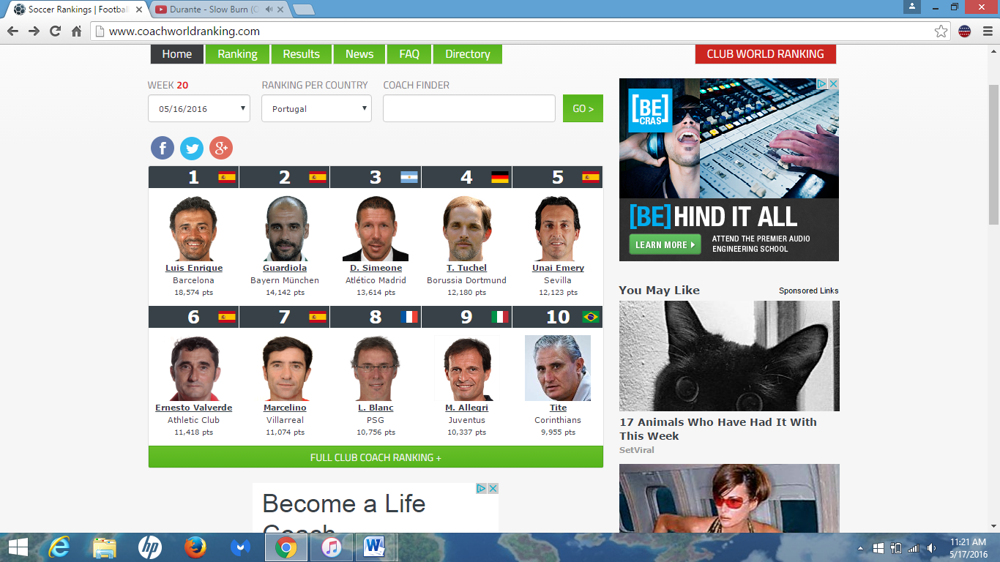 Soccer Rankings | Football
Durante - Slow Burn (O
www.coachworldranking.com
Home
Ranking
Results
News
FAQ
Directory
CLUB WORLD RANKING
WEEK 20
RANKING PER COUNTRY
COACH FINDER
05/16/2016
Portugal
GO >
1
2
3
4
5
Luis Enrique
Guardiola
D. Simeone
T. Tuchel
Unai Emery
Barcelona
Bayern München
Atlético Madrid
Borussia Dortmund
Sevilla
18,574 pts
14,142 pts
13,614 pts
12,180 pts
12,123 pts
6
7
8
9
10
Ernesto Valverde
Marcelino
L. Blanc
M. Allegri
Tite
Athletic Club
Villarreal
PSG
Juventus
Corinthians
11,418 pts
11,074 pts
10,756 pts
10,337 pts
9,955 pts
FULL CLUB COACH RANKING +
Become a Life
Coach
[BE]
CRAS
[BE]HIND IT ALL
LEARN MORE
ATTEND THE PREMIER AUDIO
ENGINEERING SCHOOL
You May Like
Sponsored Links
17 Animals Who Have Had It With
This Week
SetViral
11:21 AM
5/17/2016